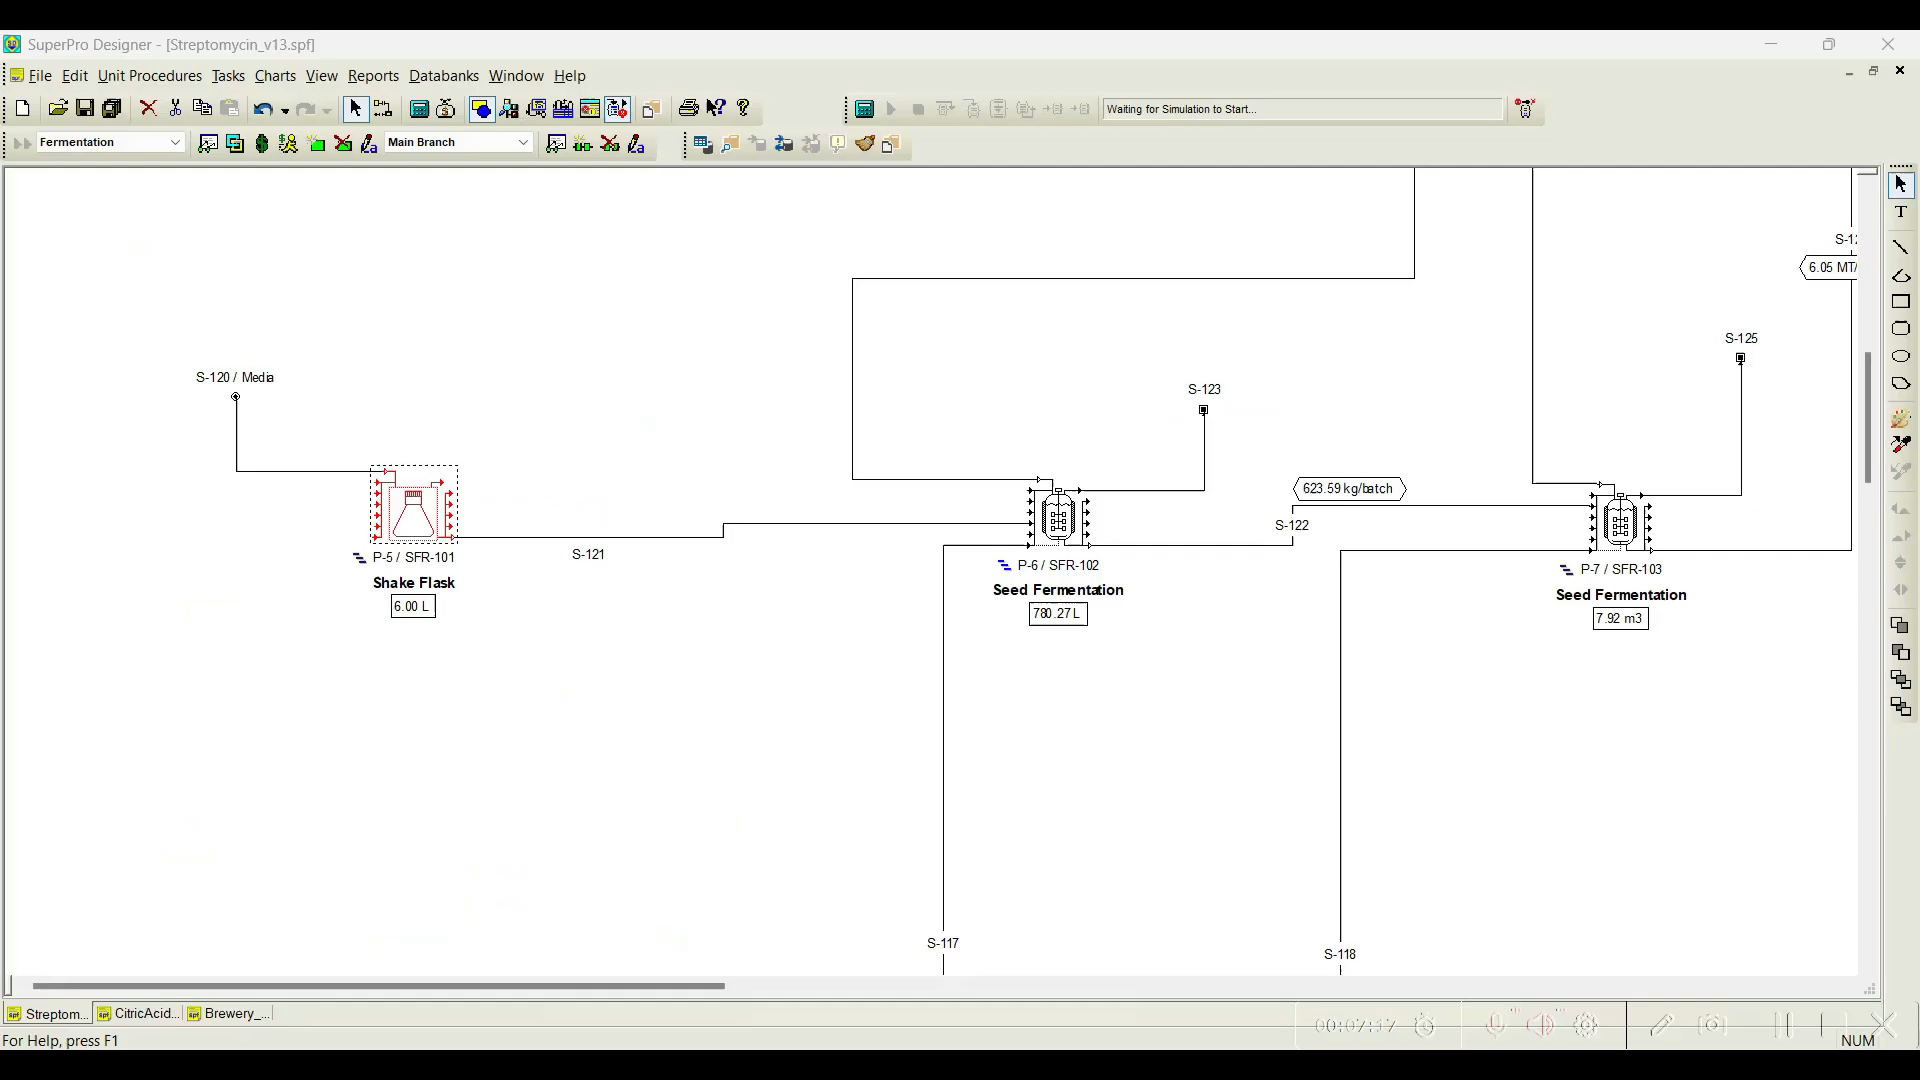 SuperPro Designer - [Streptomycin_v13.spf]
File Edit Unit Procedures Tasks Charts View Reports Databanks Window Help
Waiting for Simulation to Start...
Fermentation
Main Branch
S-120 / Media
P-5 / SFR-101
Shake Flask
6.00 L
S-121
S-123
P-6 / SFR-102
Seed Fermentation
780.27 L
623.59 kg/batch
S-122
S-125
P-7 / SFR-103
Seed Fermentation
7.92 m3
S-12
6.05 MT/
S-117
S-118
Streptom... CitricAcid... Brewery_...
For Help, press F1
NUM